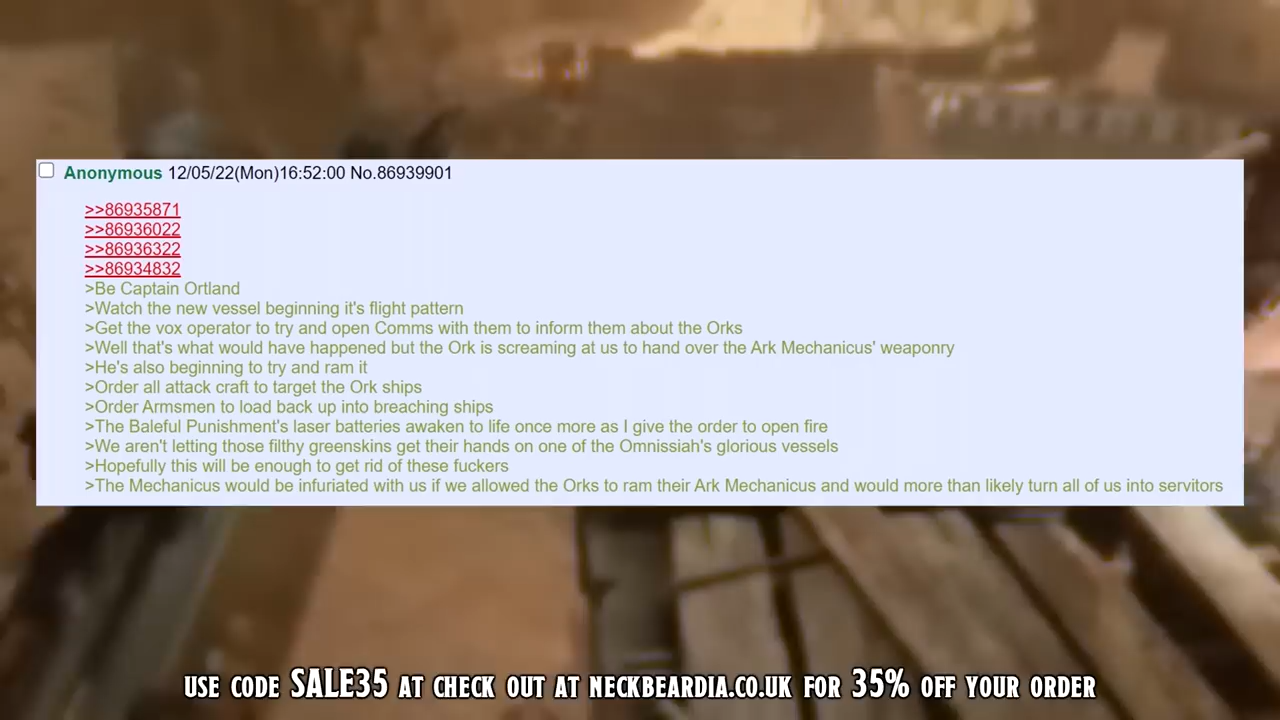 Anonymous 12/05/22(Mon)16:52:00 No.86939901
>>86935871
>>86936022
>>86936322
>>86934832
>Be Captain Ortland
>Watch the new vessel beginning it's flight pattern
>Get the vox operator to try and open Comms with them to inform them about the Orks
>Well that's what would have happened but the Ork is screaming at us to hand over the Ark Mechanicus' weaponry
>He's also beginning to try and ram it
>Order all attack craft to target the Ork ships
>Order Armsmen to load back up into breaching ships
>The Baleful Punishment's laser batteries awaken to life once more as I give the order to open fire
>We aren't letting those filthy greenskins get their hands on one of the Omnissiah's glorious vessels
>Hopefully this will be enough to get rid of these fuckers
>The Mechanicus would be infuriated with us if we allowed the Orks to ram their Ark Mechanicus and would more than likely turn all of us into servitors
USE CODE SALE35 AT CHECK OUT AT NECKBEARDIA.CO.UK FOR 35% OFF YOUR ORDER